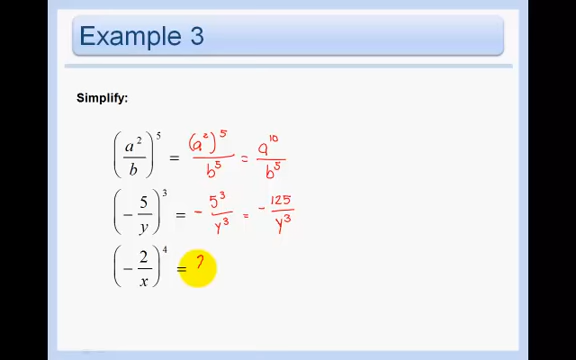 Example 3
Simplify:
(a²/b)⁵ = (a²)⁵/b⁵ = a¹⁰/b⁵
(-5/y)³ = -5³/y³ = -125/y³
(-2/x)⁴ =